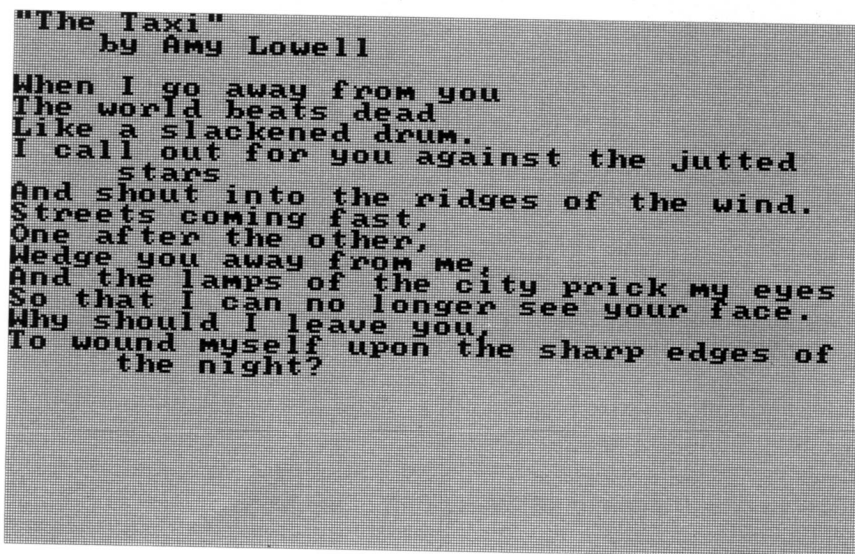 "The Taxi"
by Amy Lowell
When I go away from you
The world beats dead
Like a slackened drum.
I call out for you against the jutted
stars
And shout into the ridges of the wind.
Streets coming fast,
One after the other,
Wedge you away from me,
And the lamps of the city prick my eyes
So that I can no longer see your face.
Why should I leave you,
To wound myself upon the sharp edges of
the night?